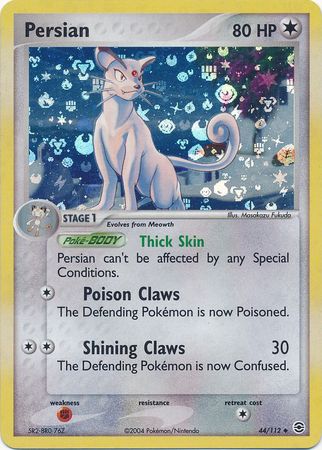 Persian 80 HP
STAGE 1
Evolves from Meowth
Illus. Masakazu Fukuda
Poké-BODY Thick Skin
Persian can't be affected by any Special
Conditions.
Poison Claws
The Defending Pokémon is now Poisoned.
Shining Claws 30
The Defending Pokémon is now Confused.
weakness resistance retreat cost
©2004 Pokémon/Nintendo 44/112